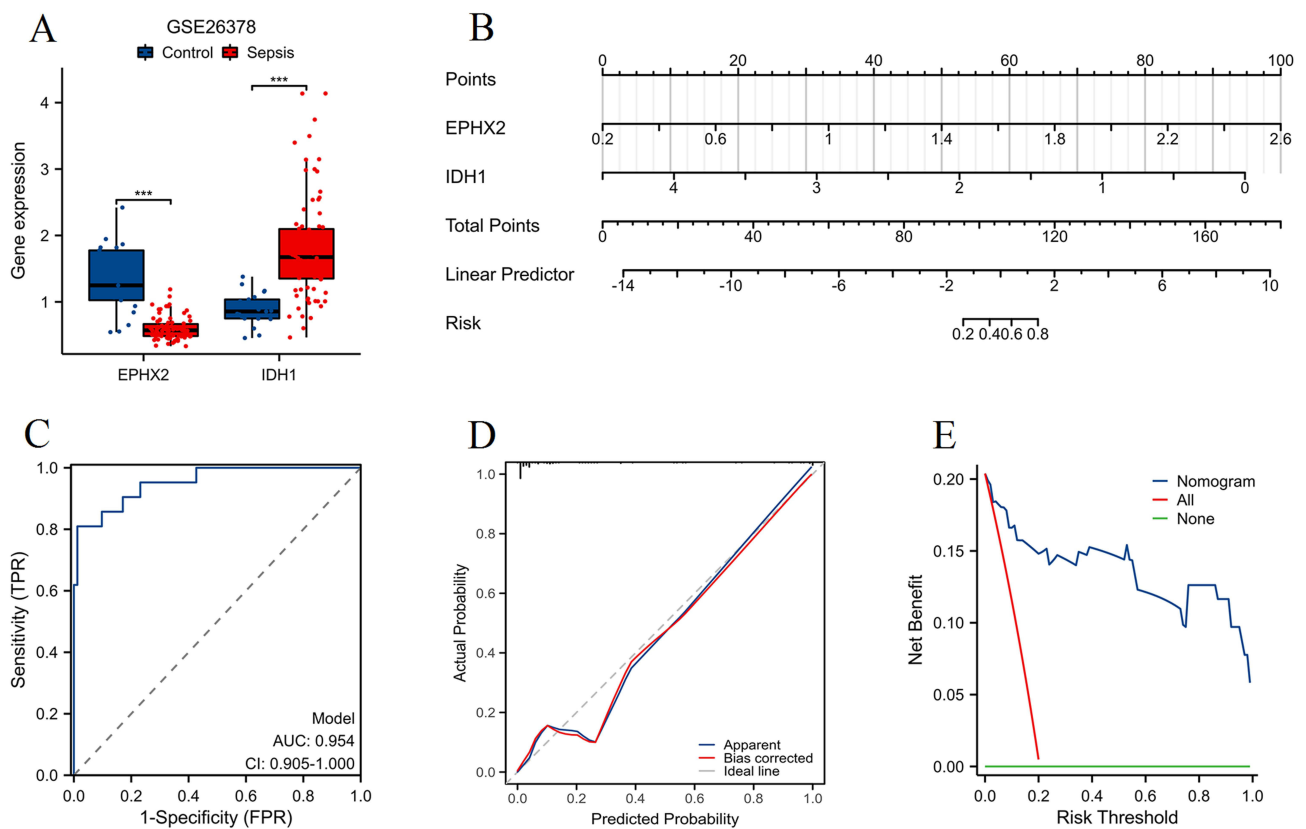 A
GSE26378
Control Sepsis
Gene expression
4
3
2
1
***
***
EPHX2 IDH1
B
Points
0 20 40 60 80 100
EPHX2
0.2 0.6 1 1.4 1.8 2.2 2.6
IDH1
4 3 2 1 0
Total Points
0 40 80 120 160
Linear Predictor
-14 -10 -6 -2 2 6 10
Risk
0.2 0.4 0.6 0.8
C
Sensitivity (TPR)
1.0
0.8
0.6
0.4
0.2
0.0
Model
AUC: 0.954
CI: 0.905-1.000
0.0 0.2 0.4 0.6 0.8 1.0
1-Specificity (FPR)
D
Actual Probability
1.0
0.8
0.6
0.4
0.2
0.0
Apparent
Bias corrected
Ideal line
0.0 0.2 0.4 0.6 0.8 1.0
Predicted Probability
E
Net Benefit
0.20
0.15
0.10
0.05
0.00
Nomogram
All
None
0.0 0.2 0.4 0.6 0.8 1.0
Risk Threshold